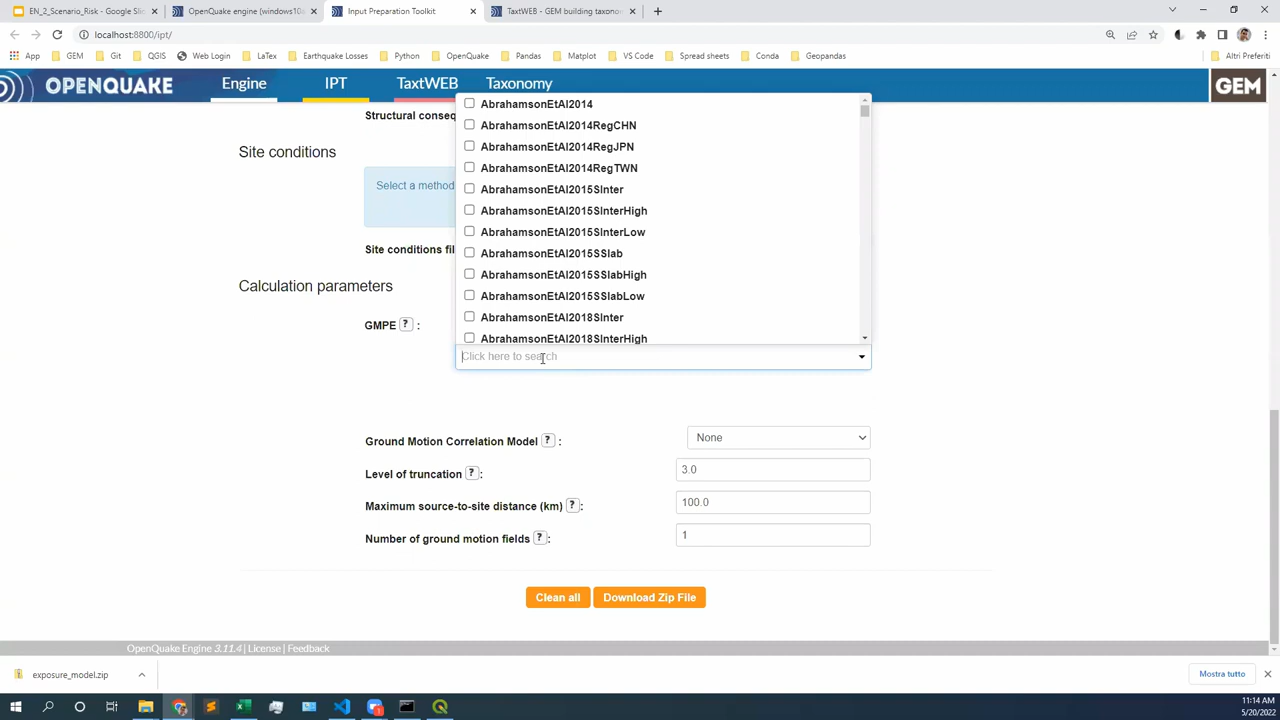 EN_2_Scenario_Risk - Google Sli
OpenQuake engine (windows10
Input Preparation Toolkit
TaxtWEB - GEM building taxonom
localhost:8800/ipt/
App
GEM
Git
QGIS
Web Login
LaTex
Earthquake Losses
Python
OpenQuake
Pandas
Matplot
VS Code
Spread sheets
Conda
Geopandas
Altri Preferiti
OPENQUAKE
Engine
IPT
TaxtWEB
Taxonomy
GEM
Structural conseq
Site conditions
Select a method
Site conditions fil
Calculation parameters
GMPE ? :
AbrahamsonEtAl2014
AbrahamsonEtAl2014RegCHN
AbrahamsonEtAl2014RegJPN
AbrahamsonEtAl2014RegTWN
AbrahamsonEtAl2015SInter
AbrahamsonEtAl2015SInterHigh
AbrahamsonEtAl2015SInterLow
AbrahamsonEtAl2015SSlab
AbrahamsonEtAl2015SSlabHigh
AbrahamsonEtAl2015SSlabLow
AbrahamsonEtAl2018SInter
AbrahamsonEtAl2018SInterHigh
Click here to search
Ground Motion Correlation Model ? :
None
Level of truncation ? :
3.0
Maximum source-to-site distance (km) ? :
100.0
Number of ground motion fields ? :
1
Clean all
Download Zip File
OpenQuake Engine 3.11.4 | License | Feedback
exposure_model.zip
Mostra tutto
11:14 AM
5/20/2022